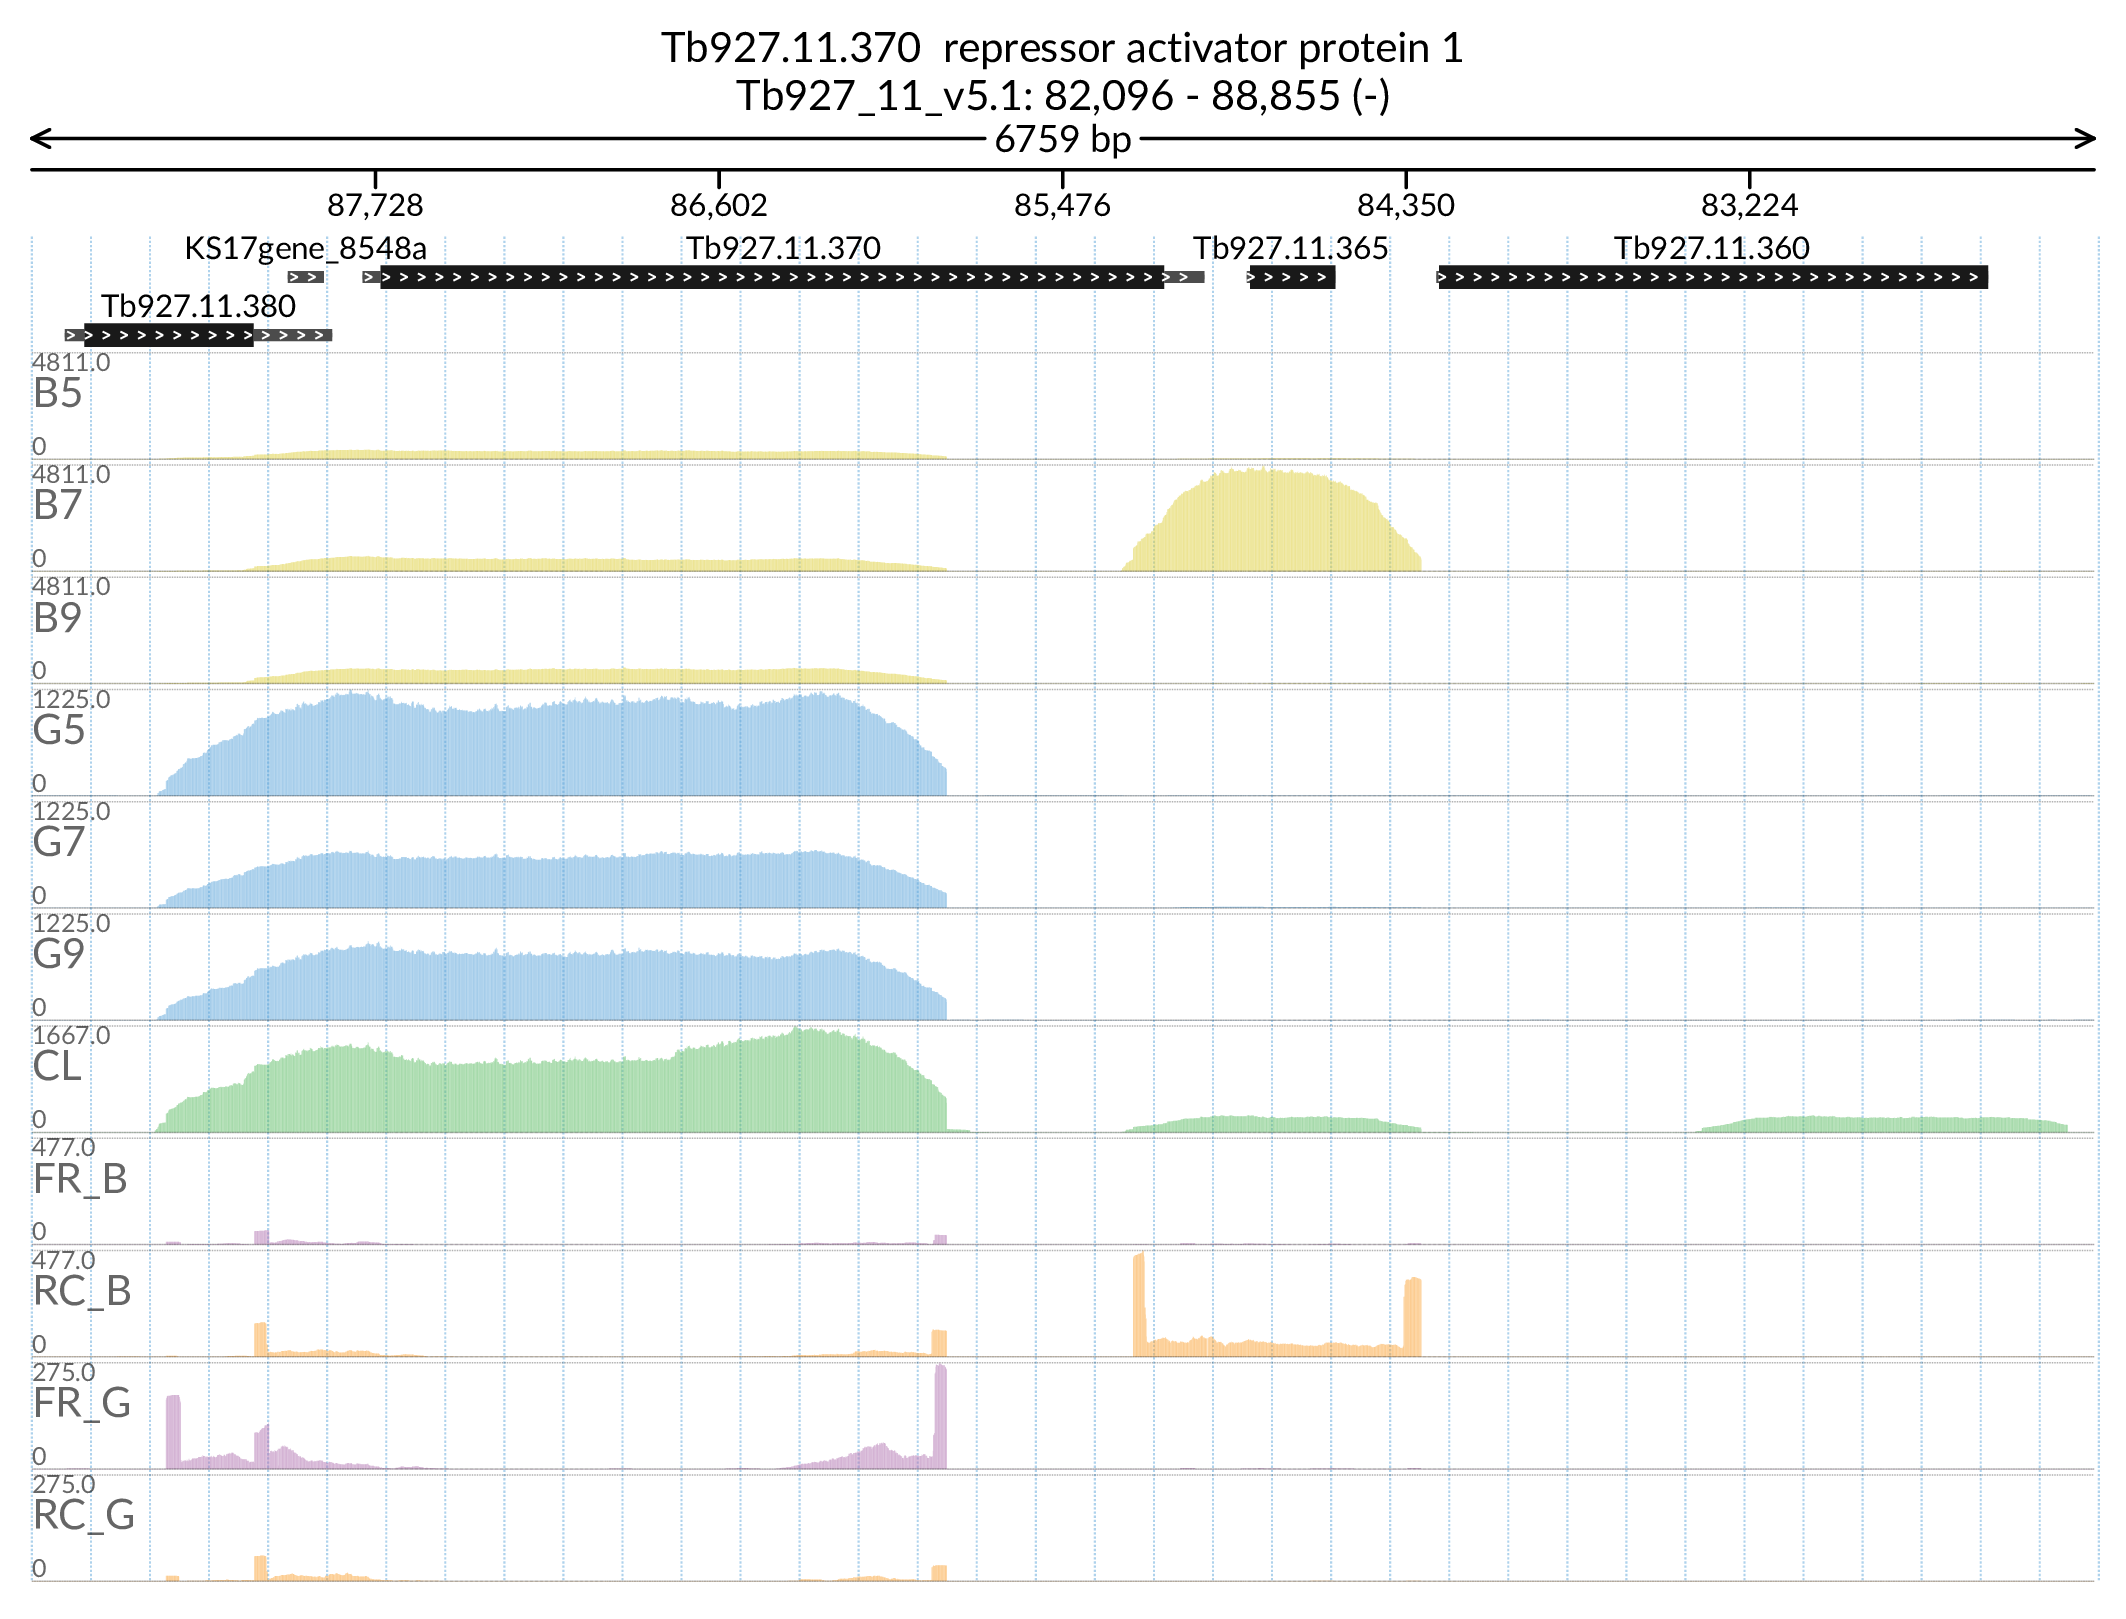 Tb927.11.370  repressor activator protein 1
Tb927_11_v5.1: 82,096 - 88,855 (-)
6759 bp
87,728 86,602 85,476 84,350 83,224
KS17gene_8548a Tb927.11.370 Tb927.11.365 Tb927.11.360
Tb927.11.380
4811.0
B5
0
4811.0
B7
0
4811.0
B9
0
1225.0
G5
0
1225.0
G7
0
1225.0
G9
0
1667.0
CL
0
477.0
FR_B
0
477.0
RC_B
0
275.0
FR_G
0
275.0
RC_G
0